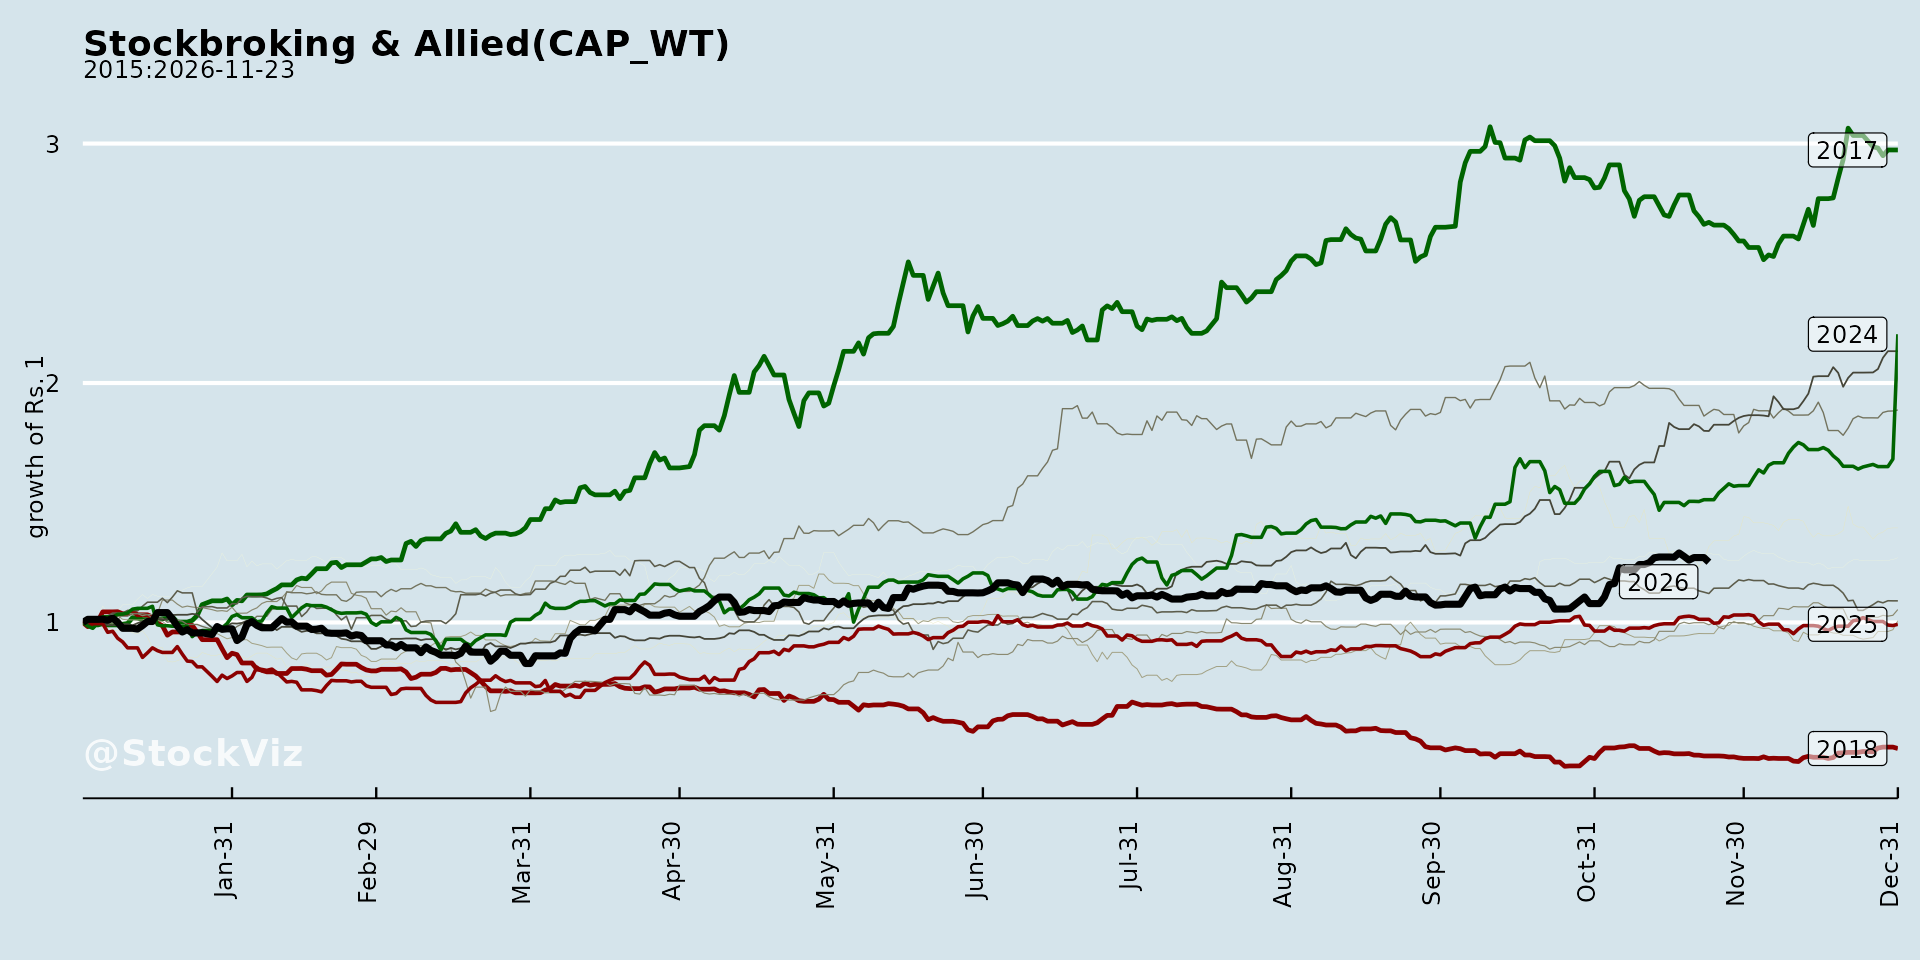 Stockbroking & Allied(CAP_WT)
2015:2026-11-23
growth of Rs. 1
3
2
1
2017
2024
2026
2025
2018
@StockViz
Jan-31
Feb-29
Mar-31
Apr-30
May-31
Jun-30
Jul-31
Aug-31
Sep-30
Oct-31
Nov-30
Dec-31